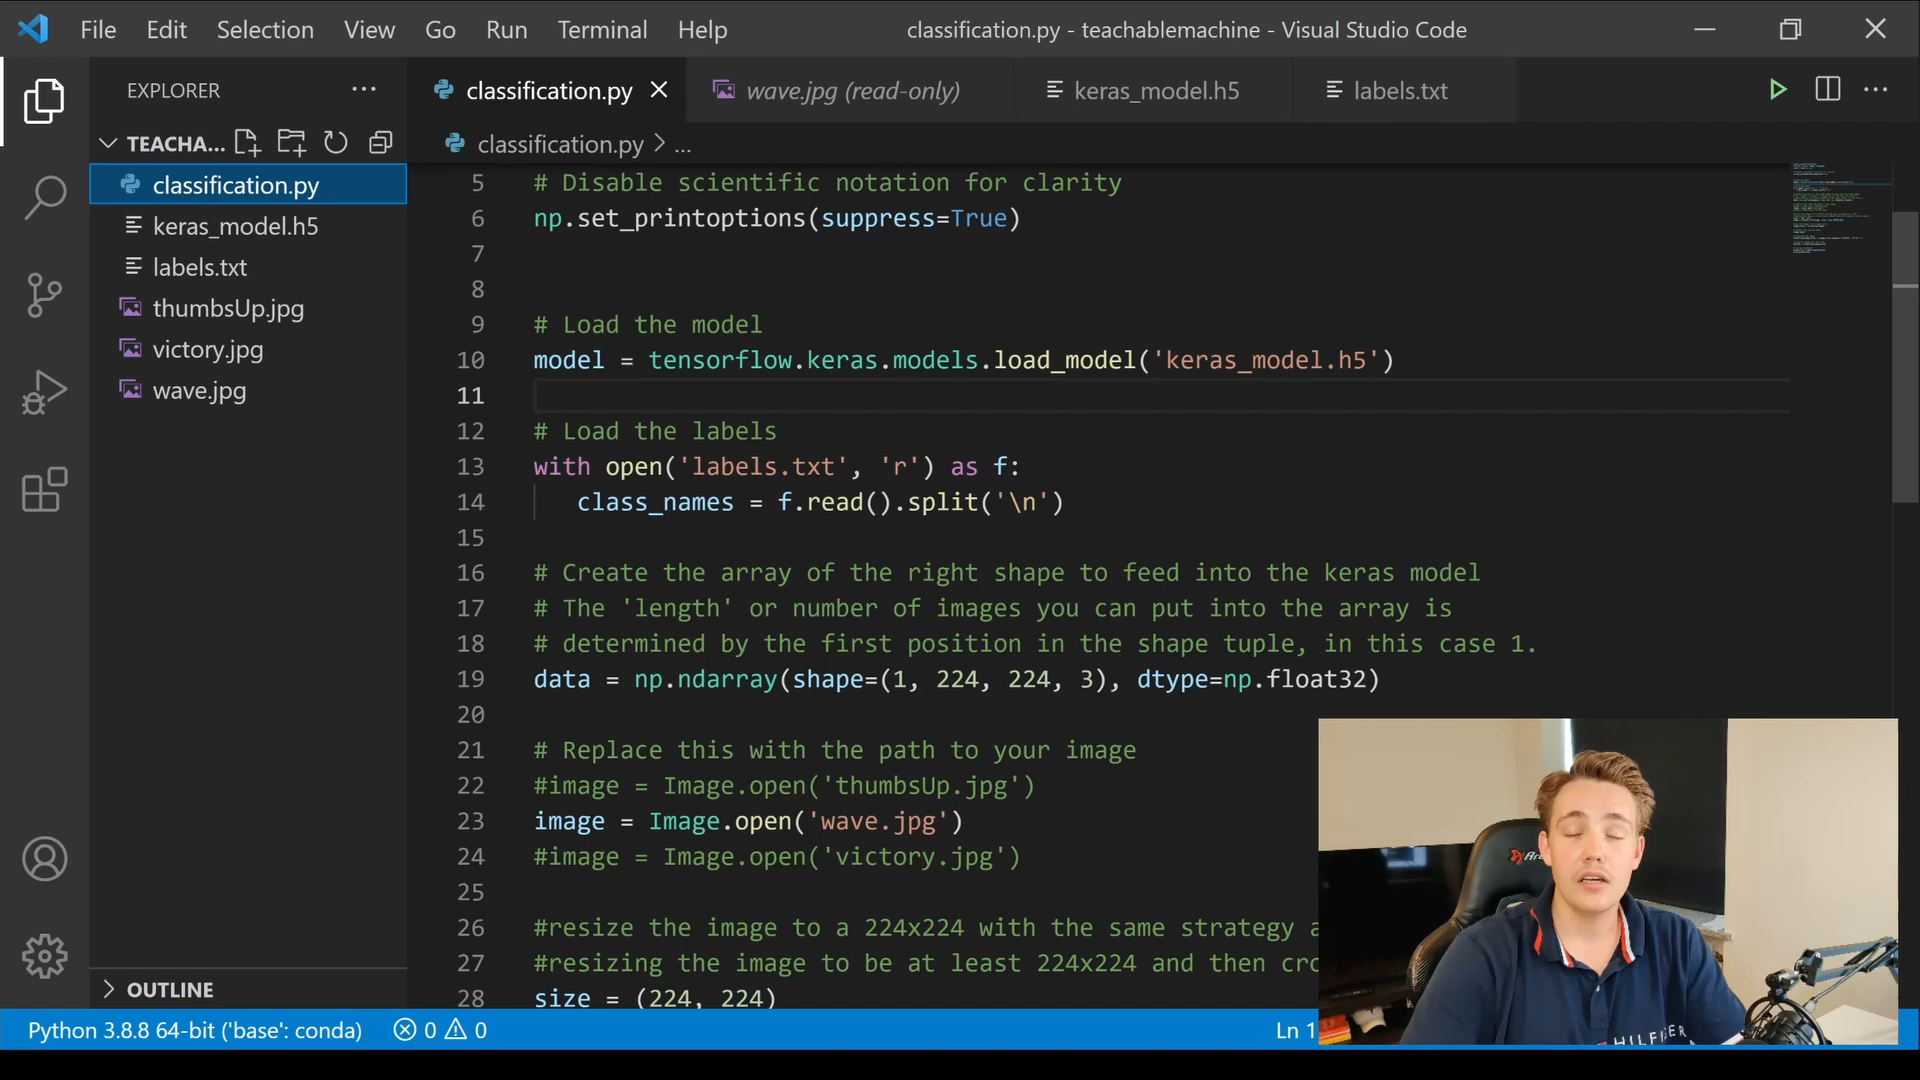 File Edit Selection View Go Run Terminal Help
classification.py - teachablemachine - Visual Studio Code
EXPLORER
classification.py
wave.jpg (read-only)
keras_model.h5
labels.txt
TEACHA...
classification.py > ...
classification.py
keras_model.h5
labels.txt
thumbsUp.jpg
victory.jpg
wave.jpg
5 # Disable scientific notation for clarity
6 np.set_printoptions(suppress=True)
7
8
9 # Load the model
10 model = tensorflow.keras.models.load_model('keras_model.h5')
11
12 # Load the labels
13 with open('labels.txt', 'r') as f:
14 class_names = f.read().split('\n')
15
16 # Create the array of the right shape to feed into the keras model
17 # The 'length' or number of images you can put into the array is
18 # determined by the first position in the shape tuple, in this case 1.
19 data = np.ndarray(shape=(1, 224, 224, 3), dtype=np.float32)
20
21 # Replace this with the path to your image
22 #image = Image.open('thumbsUp.jpg')
23 image = Image.open('wave.jpg')
24 #image = Image.open('victory.jpg')
25
26 #resize the image to a 224x224 with the same strategy
27 #resizing the image to be at least 224x224 and then
28 size = (224, 224)
OUTLINE
Python 3.8.8 64-bit ('base': conda) 0 0
Ln 1
HILFIGER